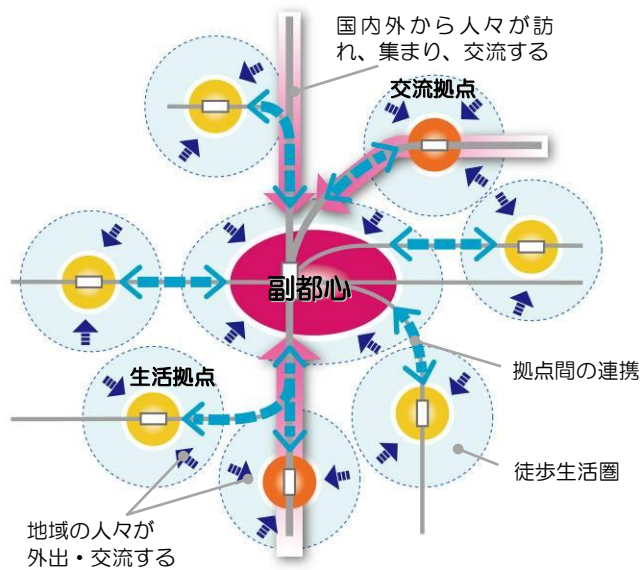 国内外から人々が訪
れ、集まり、交流する
交流拠点
副都心
拠点間の連携
生活拠点
徒歩生活圏
地域の人々が
外出・交流する